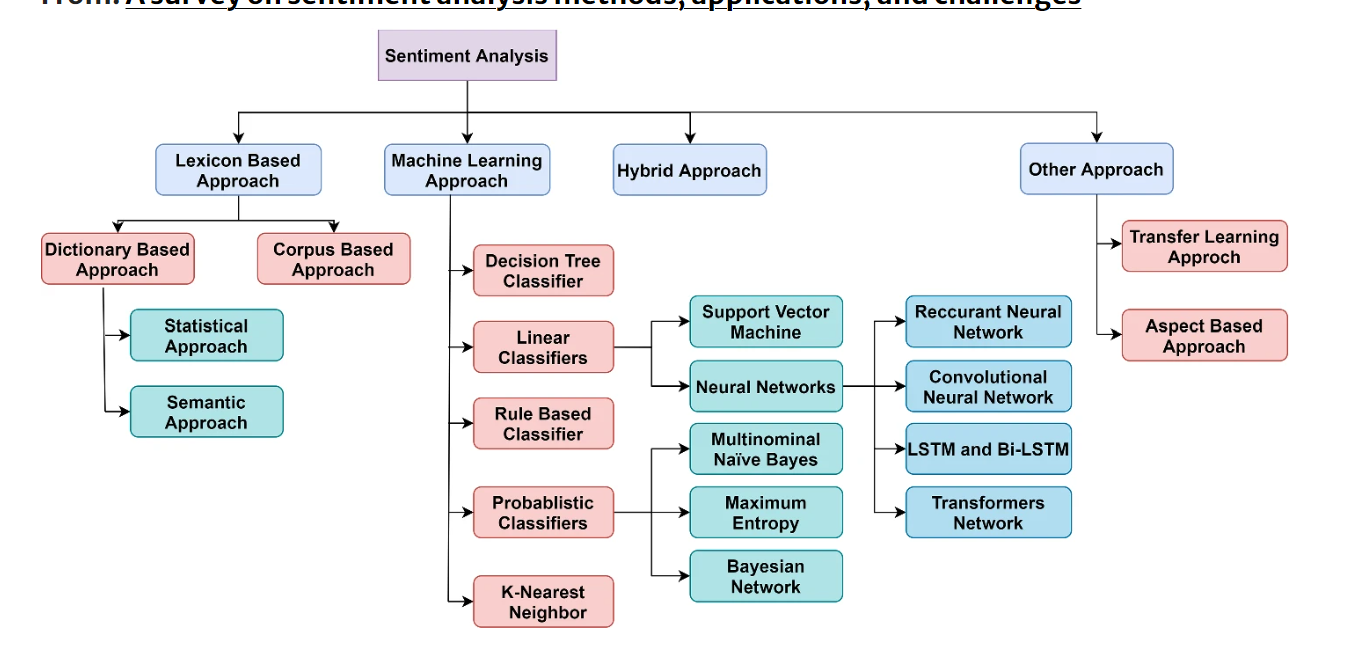 From: A survey on sentiment analysis methods, applications, and challenges
Sentiment Analysis
Lexicon Based
Approach
Machine Learning
Approach
Hybrid Approach
Other Approach
Dictionary Based
Approach
Corpus Based
Approach
Statistical
Approach
Semantic
Approach
Decision Tree
Classifier
Linear
Classifiers
Rule Based
Classifier
Probablistic
Classifiers
K-Nearest
Neighbor
Support Vector
Machine
Neural Networks
Multinominal
Naïve Bayes
Maximum
Entropy
Bayesian
Network
Reccurant Neural
Network
Convolutional
Neural Network
LSTM and Bi-LSTM
Transformers
Network
Transfer Learning
Approch
Aspect Based
Approach